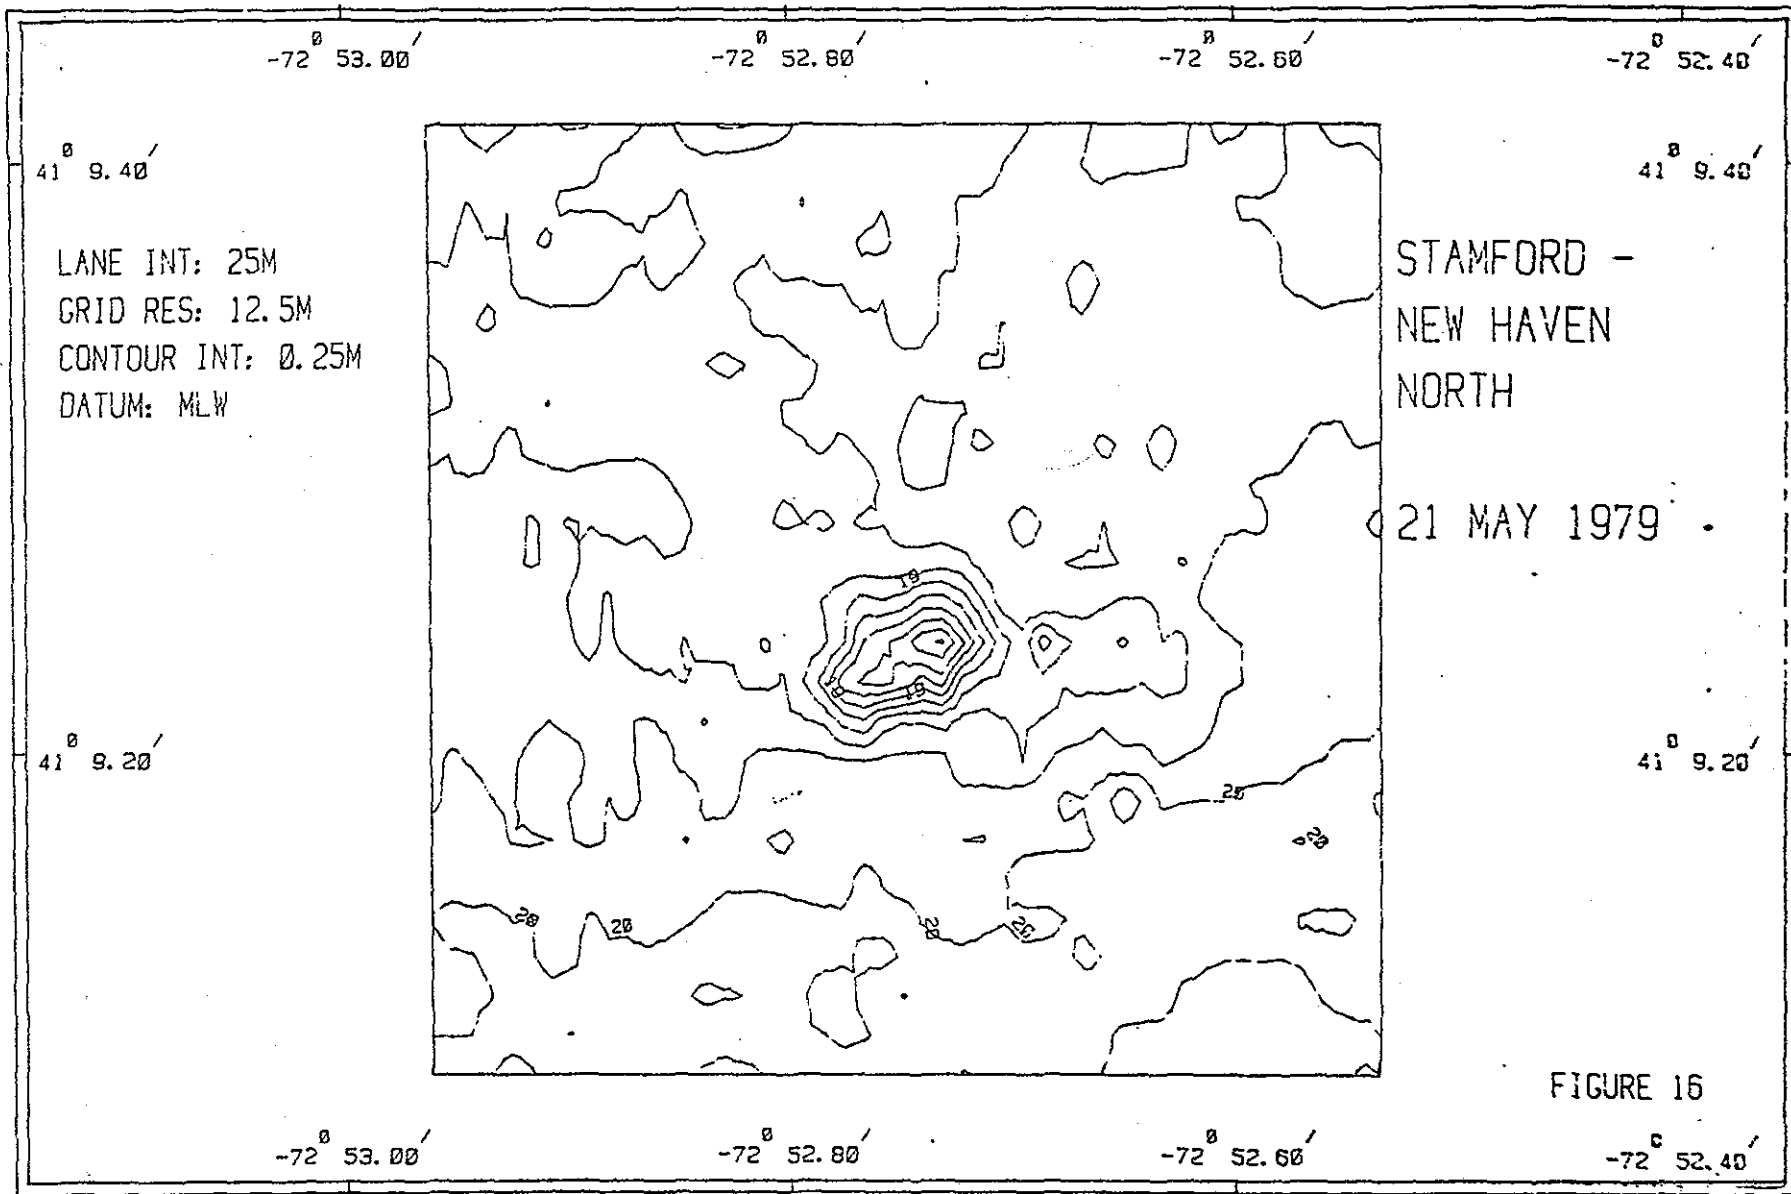 -72° 53.00′ -72° 52.80′ -72° 52.60′ -72° 52.40′
41° 9.40′ 41° 9.40′
LANE INT: 25M
GRID RES: 12.5M
CONTOUR INT: 0.25M
DATUM: MLW
STAMFORD -
NEW HAVEN
NORTH
21 MAY 1979
19
19
19
41° 9.20′ 41° 9.20′
20
20
20
20
20
20
FIGURE 16
-72° 53.00′ -72° 52.80′ -72° 52.60′ -72° 52.40′